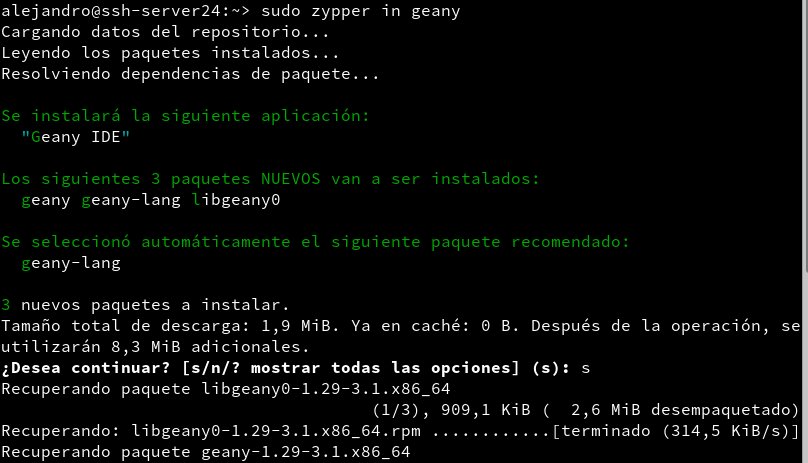 alejandro@ssh-server24:~> sudo zypper in geany
Cargando datos del repositorio...
Leyendo los paquetes instalados...
Resolviendo dependencias de paquete...
Se instalará la siguiente aplicación:
"Geany IDE"
Los siguientes 3 paquetes NUEVOS van a ser instalados:
geany geany-lang libgeany0
Se seleccionó automáticamente el siguiente paquete recomendado:
geany-lang
3 nuevos paquetes a instalar.
Tamaño total de descarga: 1,9 MiB. Ya en caché: 0 B. Después de la operación, se
utilizarán 8,3 MiB adicionales.
¿Desea continuar? [s/n/? mostrar todas las opciones] (s): s
Recuperando paquete libgeany0-1.29-3.1.x86_64
(1/3), 909,1 KiB (  2,6 MiB desempaquetado)
Recuperando: libgeany0-1.29-3.1.x86_64.rpm ............[terminado (314,5 KiB/s)]
Recuperando paquete geany-1.29-3.1.x86_64